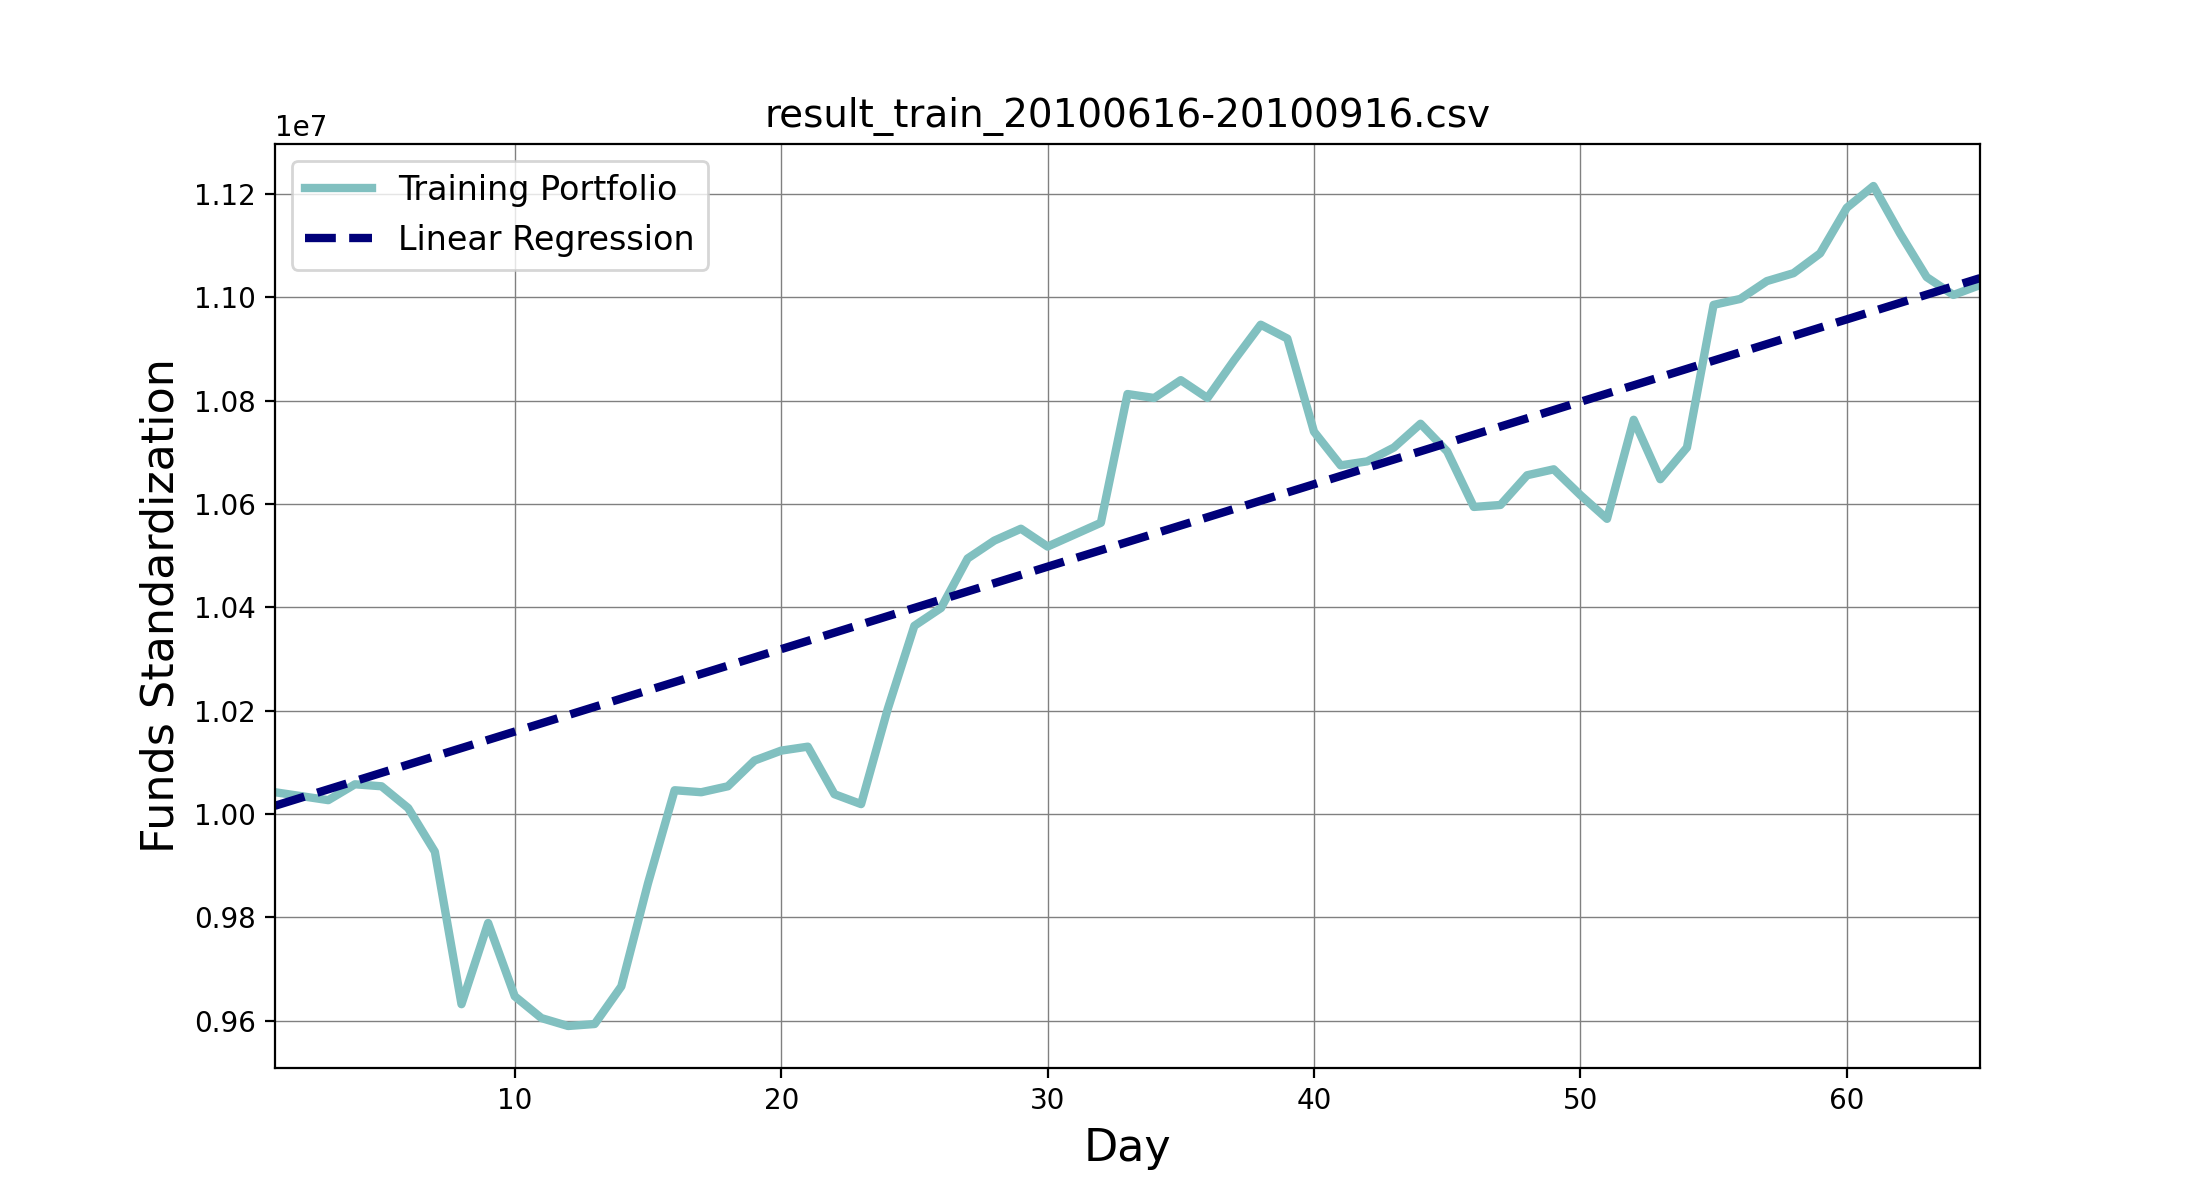 result_train_20100616-20100916.csv
1e7
Training Portfolio
Linear Regression
1.12
1.10
1.08
1.06
1.04
1.02
1.00
0.98
0.96
Funds Standardization
10 20 30 40 50 60
Day